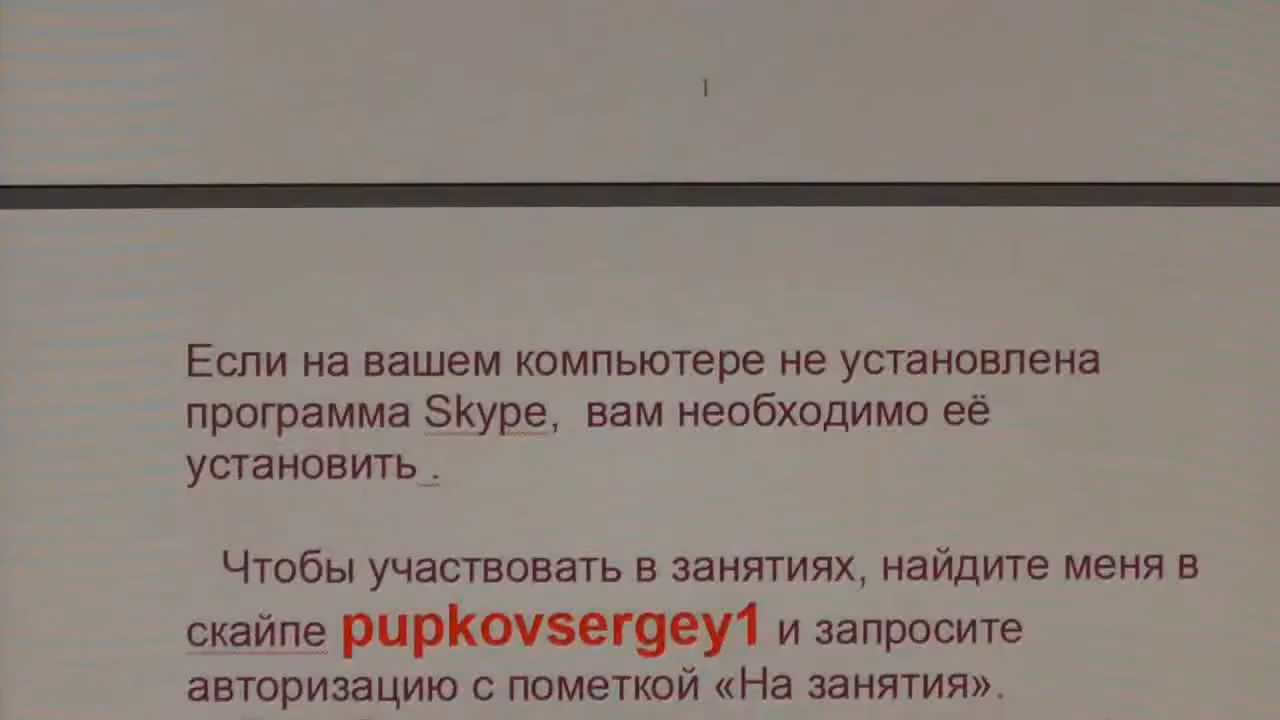 Если на вашем компьютере не установлена
программа Skype,  вам необходимо её
установить .
Чтобы участвовать в занятиях, найдите меня в
скайпе pupkovsergey1 и запросите
авторизацию с пометкой «На занятия».